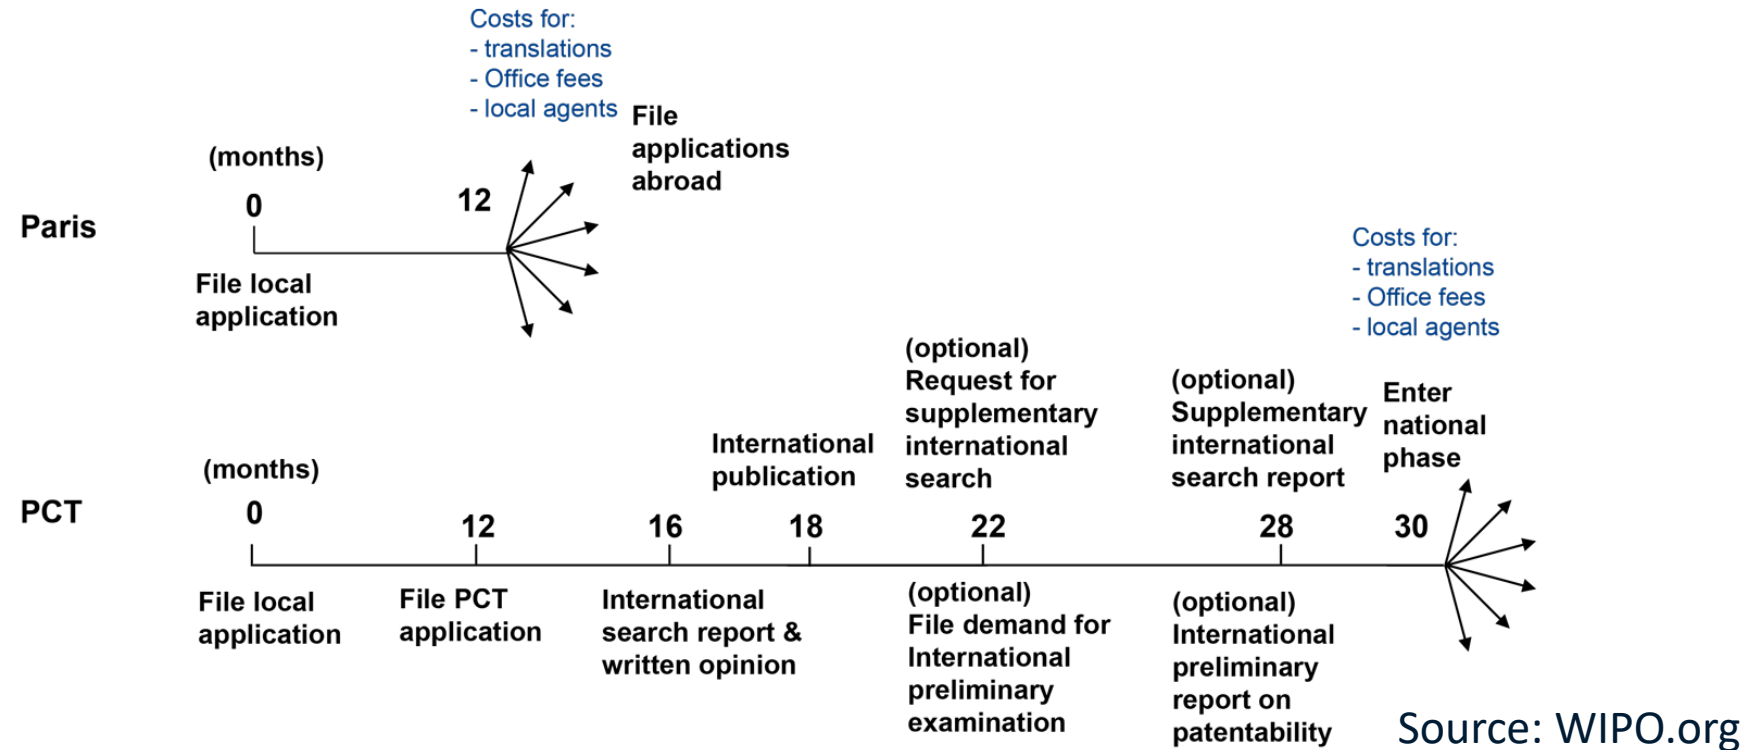 Costs for:
- translations
- Office fees
- local agents
File
applications
abroad
(months)
0
12
Paris
File local
application
Costs for:
- translations
- Office fees
- local agents
(optional)
Request for
supplementary
international
search
(optional)
Supplementary
international
search report
Enter
national
phase
International
publication
(months)
PCT
0
12
16
18
22
28
30
File local
application
File PCT
application
International
search report &
written opinion
(optional)
File demand for
International
preliminary
examination
(optional)
International
preliminary
report on
patentability
Source: WIPO.org